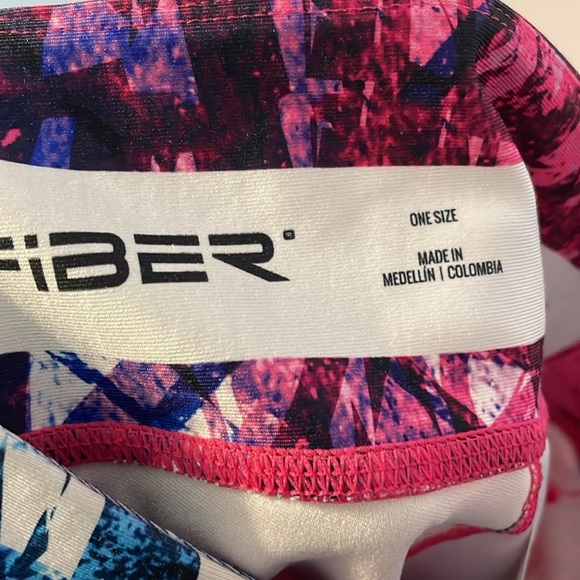 FIBER
ONE SIZE
MADE IN
MEDELLÍN | COLOMBIA